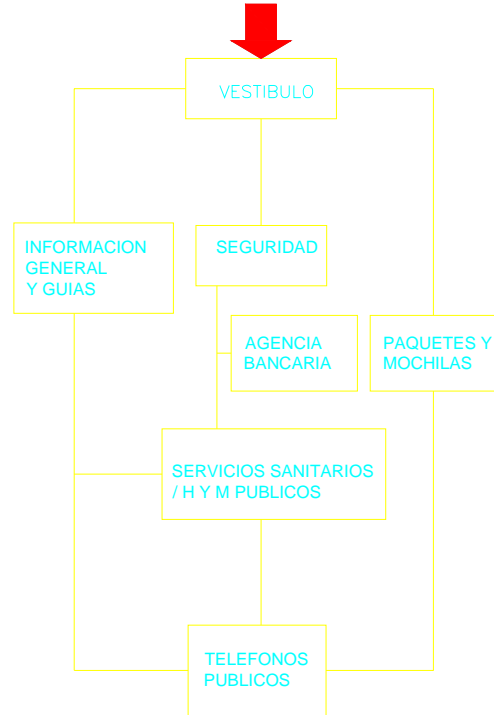 VESTIBULO
INFORMACION
GENERAL
Y GUIAS
SEGURIDAD
AGENCIA
BANCARIA
PAQUETES Y
MOCHILAS
SERVICIOS SANITARIOS
/ H Y M PUBLICOS
TELEFONOS
PUBLICOS